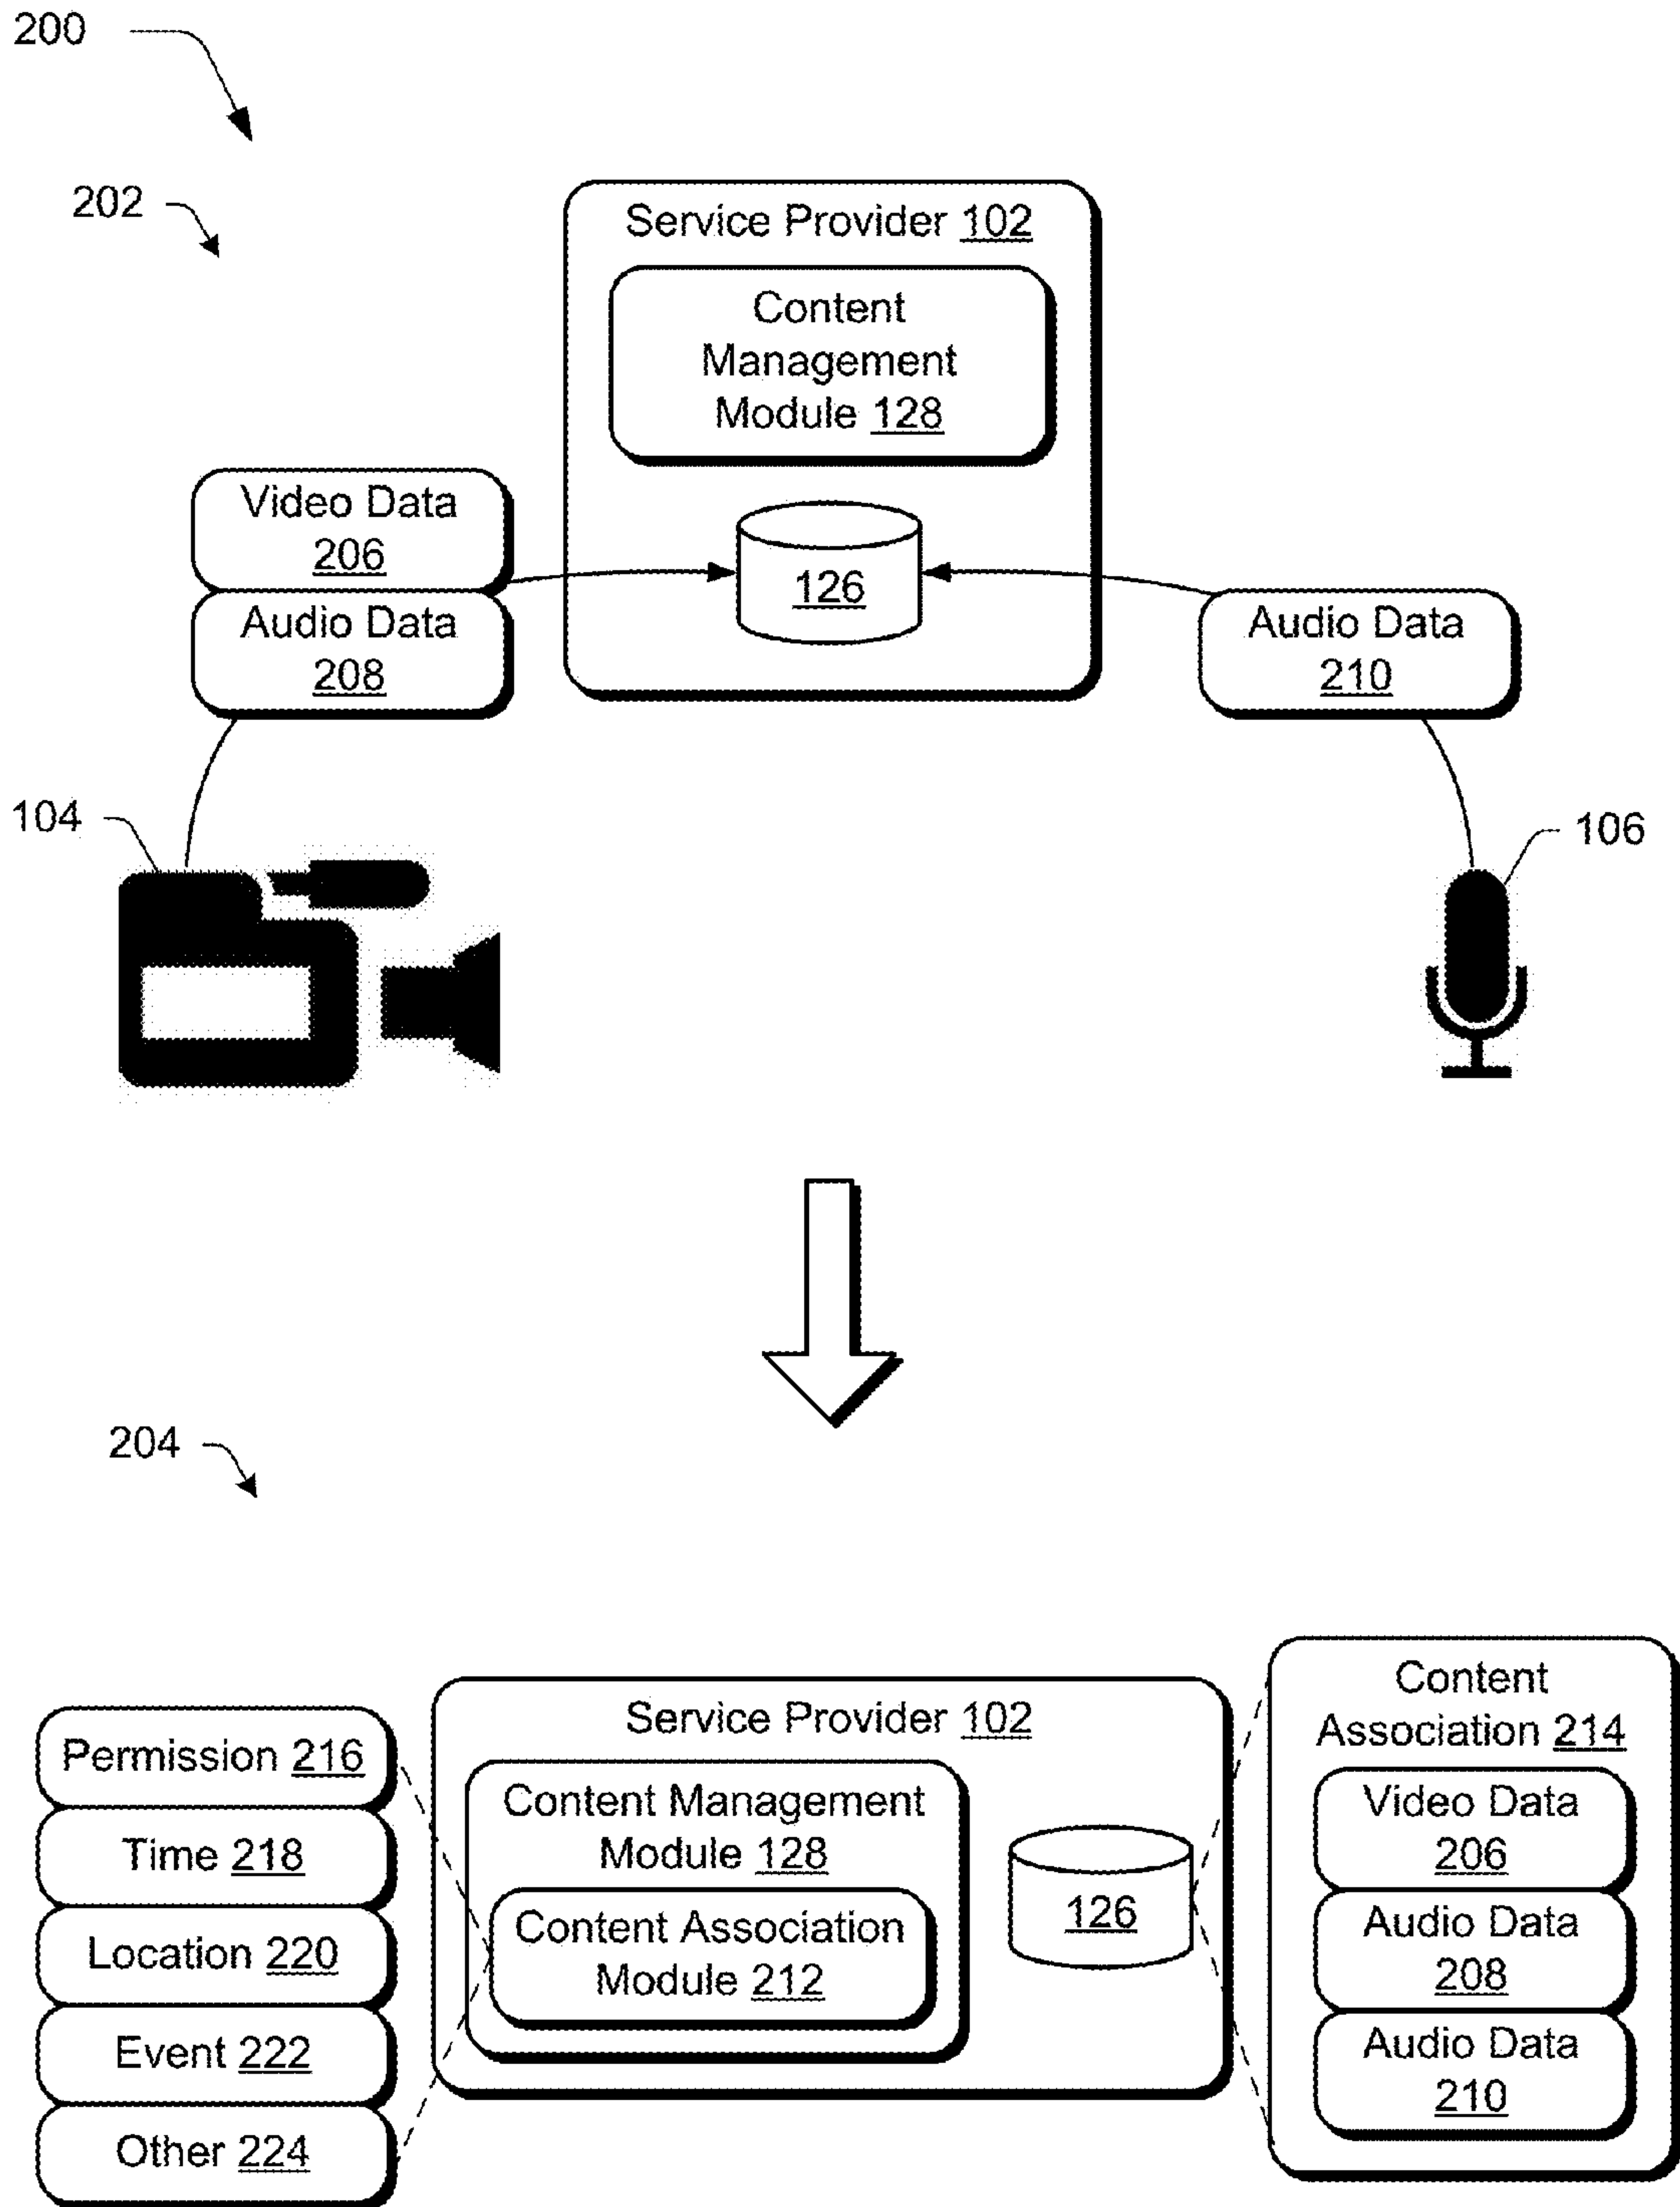 200
202
Service Provider 102
Content
Management
Module 128
Video Data
206
Audio Data
208
126
Audio Data
210
104
106
204
Permission 216
Time 218
Location 220
Event 222
Other 224
Service Provider 102
Content Management
Module 128
Content Association
Module 212
126
Content
Association 214
Video Data
206
Audio Data
208
Audio Data
210